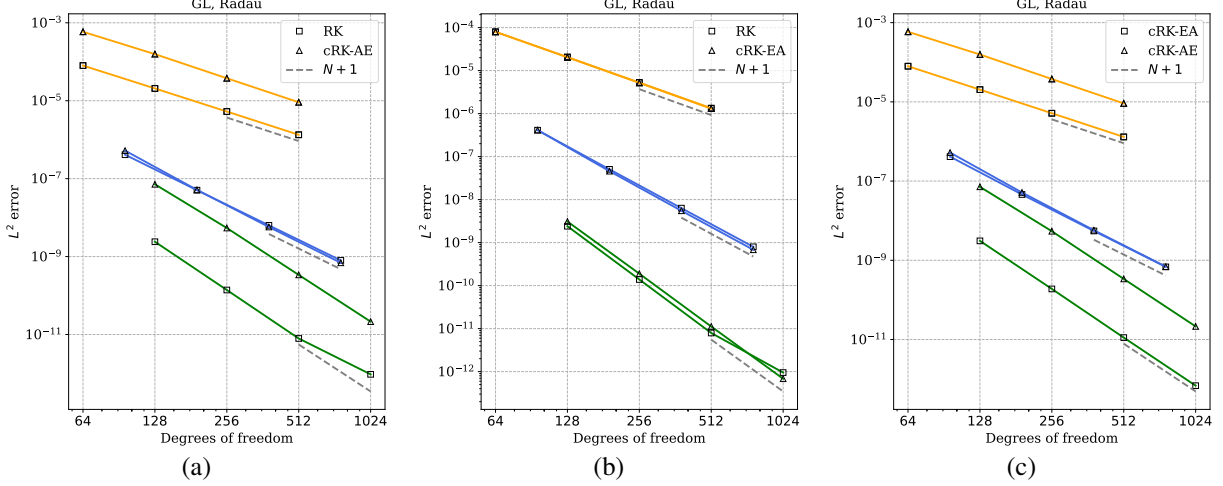 GL, Radau
10⁻³
10⁻⁵
10⁻⁷
10⁻⁹
10⁻¹¹
L² error
RK
cRK-AE
N + 1
64 128 256 512 1024
Degrees of freedom
(a)
GL, Radau
10⁻⁴
10⁻⁵
10⁻⁶
10⁻⁷
10⁻⁸
10⁻⁹
10⁻¹⁰
10⁻¹¹
10⁻¹²
L² error
RK
cRK-EA
N + 1
64 128 256 512 1024
Degrees of freedom
(b)
GL, Radau
10⁻³
10⁻⁵
10⁻⁷
10⁻⁹
10⁻¹¹
L² error
cRK-EA
cRK-AE
N + 1
64 128 256 512 1024
Degrees of freedom
(c)